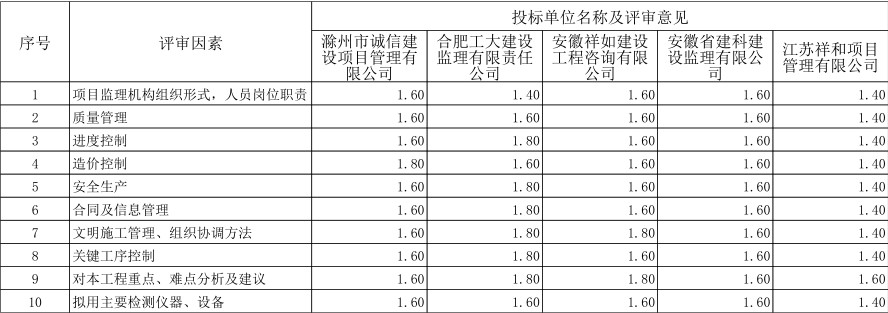 序号 评审因素 投标单位名称及评审意见
滁州市诚信建设项目管理有限公司 合肥工大建设监理有限责任公司 安徽祥如建设工程咨询有限公司 安徽省建科建设监理有限公司 江苏祥和项目管理有限公司
1 项目监理机构组织形式，人员岗位职责 1.60 1.40 1.60 1.60 1.40
2 质量管理 1.60 1.60 1.60 1.60 1.40
3 进度控制 1.60 1.80 1.60 1.60 1.40
4 造价控制 1.80 1.60 1.60 1.60 1.40
5 安全生产 1.60 1.80 1.60 1.60 1.40
6 合同及信息管理 1.60 1.80 1.60 1.60 1.40
7 文明施工管理、组织协调方法 1.60 1.80 1.80 1.60 1.40
8 关键工序控制 1.60 1.80 1.60 1.60 1.40
9 对本工程重点、难点分析及建议 1.60 1.80 1.80 1.60 1.60
10 拟用主要检测仪器、设备 1.60 1.60 1.60 1.60 1.40